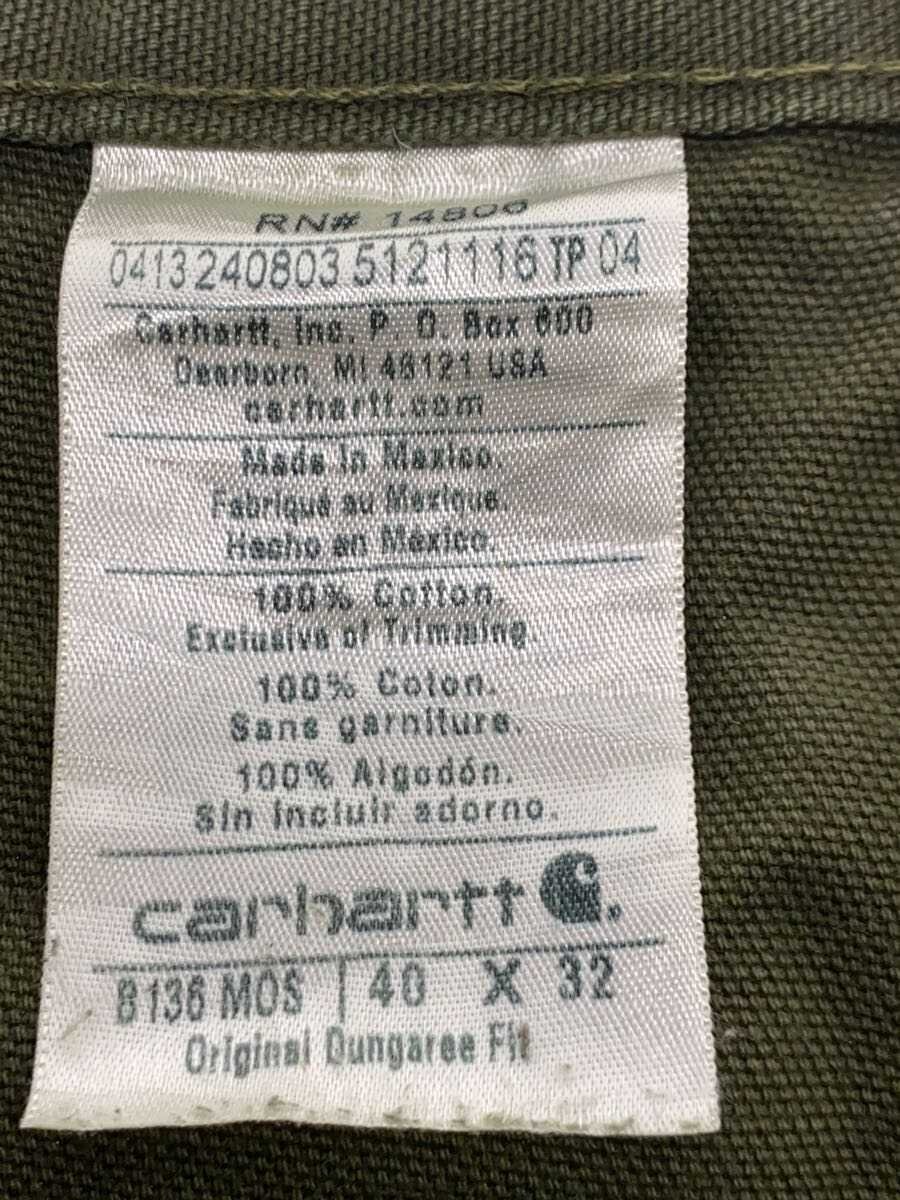 RN# 14806
0413 240803 5121116 TP 04
Carhartt, Inc. P. O. Box 600
Dearborn, MI 48121 USA
carhartt.com
Made in Mexico.
Fabriqué au Mexique.
Hecho en México.
100% Cotton.
Exclusive of Trimming.
100% Coton.
Sans garniture.
100% Algodón.
Sin incluir adorno.
carhartt
B136 MOS | 40 X 32
Original Dungaree Fit